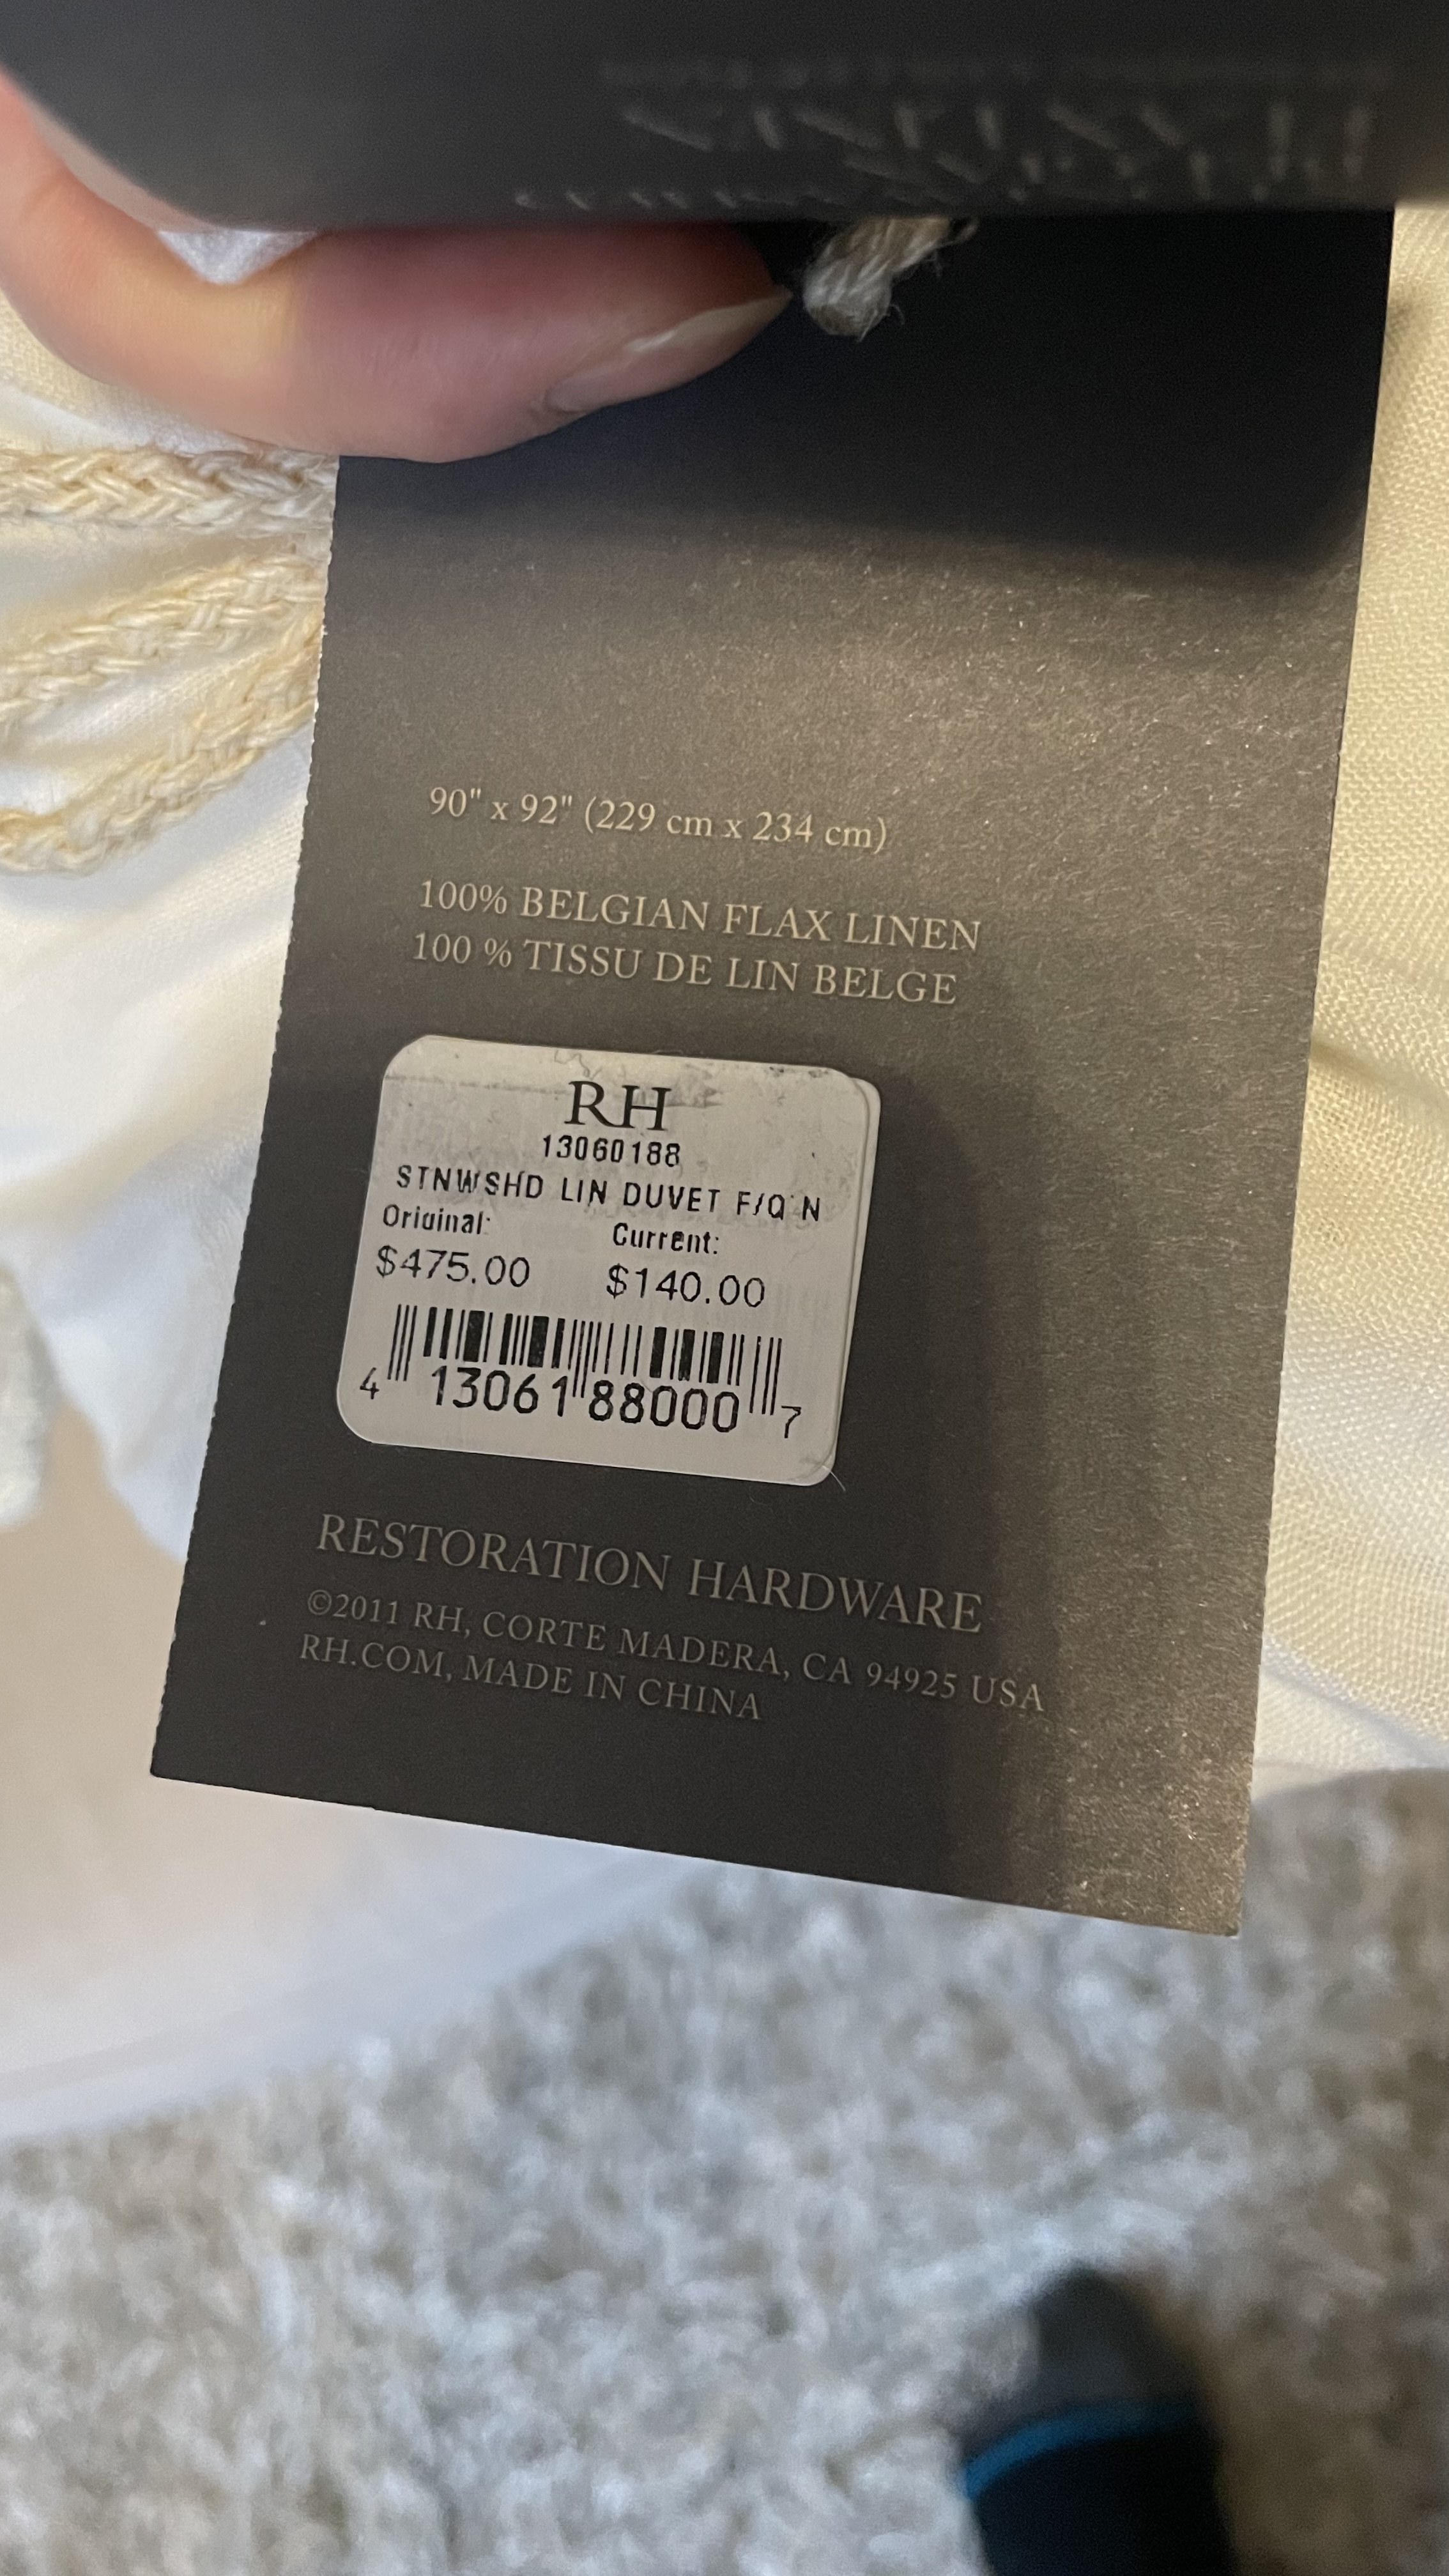 90" x 92" (229 cm x 234 cm)
100% BELGIAN FLAX LINEN
100 % TISSU DE LIN BELGE
RH
13060188
STNWSHD LIN DUVET F/Q N
Original: Current:
$475.00 $140.00
4 13061 88000 7
RESTORATION HARDWARE
©2011 RH, CORTE MADERA, CA 94925 USA
RH.COM, MADE IN CHINA